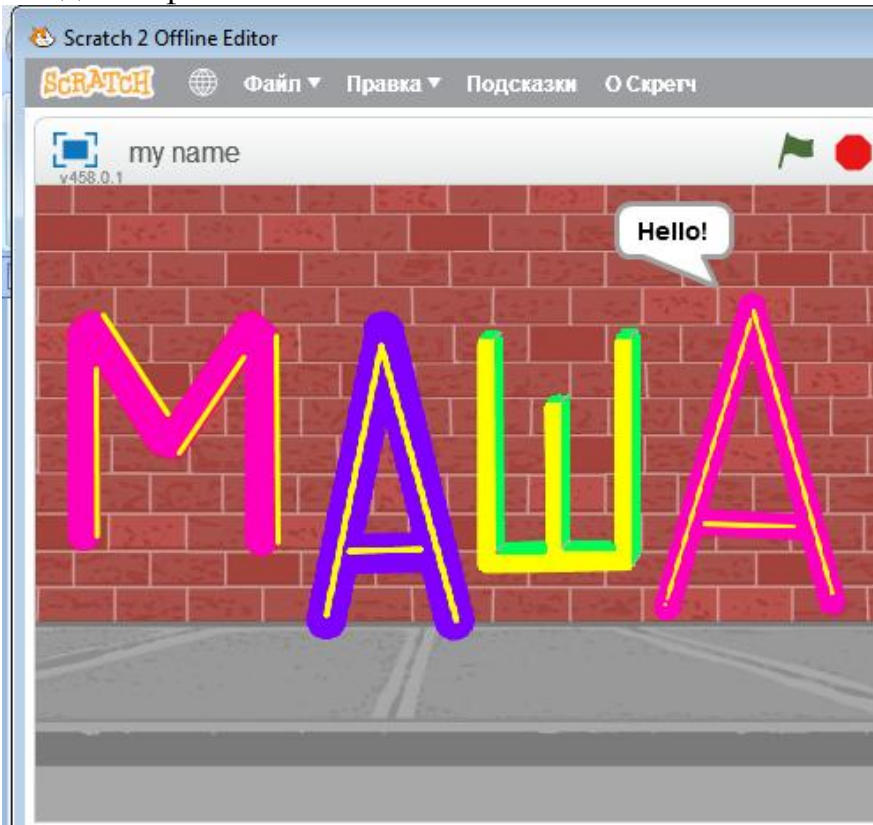 Scratch 2 Offline Editor
SCRATCH Файл Правка Подсказки О Скретч
my name
v458.0.1
Hello!
МАША